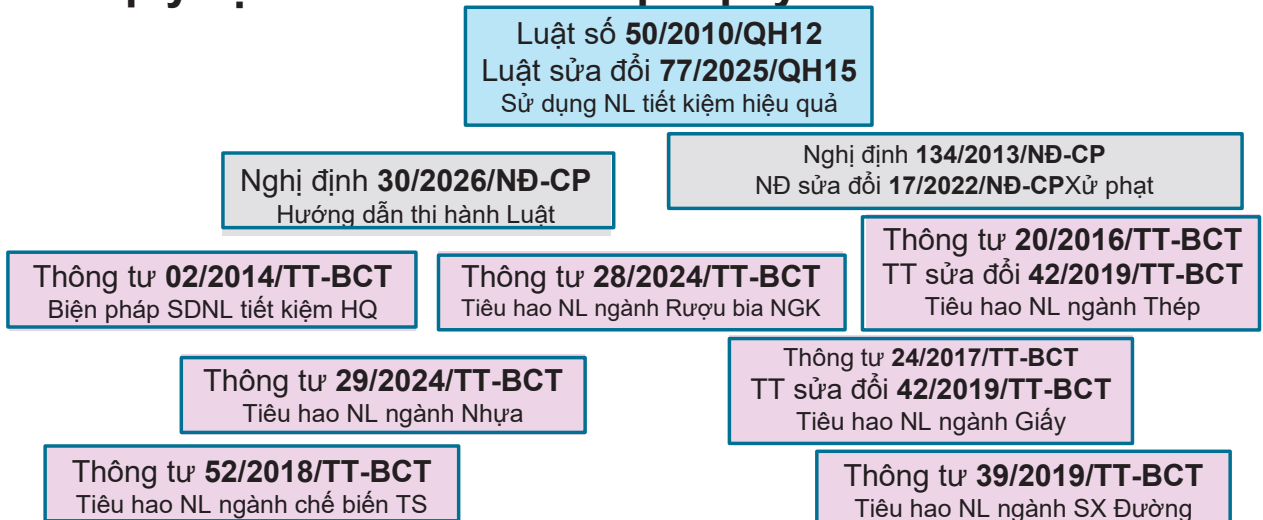 Luật số 50/2010/QH12
Luật sửa đổi 77/2025/QH15
Sử dụng NL tiết kiệm hiệu quả
Nghị định 30/2026/NĐ-CP
Hướng dẫn thi hành Luật
Nghị định 134/2013/NĐ-CP
NĐ sửa đổi 17/2022/NĐ-CPXử phạt
Thông tư 02/2014/TT-BCT
Biện pháp SDNL tiết kiệm HQ
Thông tư 28/2024/TT-BCT
Tiêu hao NL ngành Rượu bia NGK
Thông tư 20/2016/TT-BCT
TT sửa đổi 42/2019/TT-BCT
Tiêu hao NL ngành Thép
Thông tư 29/2024/TT-BCT
Tiêu hao NL ngành Nhựa
Thông tư 24/2017/TT-BCT
TT sửa đổi 42/2019/TT-BCT
Tiêu hao NL ngành Giấy
Thông tư 52/2018/TT-BCT
Tiêu hao NL ngành chế biến TS
Thông tư 39/2019/TT-BCT
Tiêu hao NL ngành SX Đường